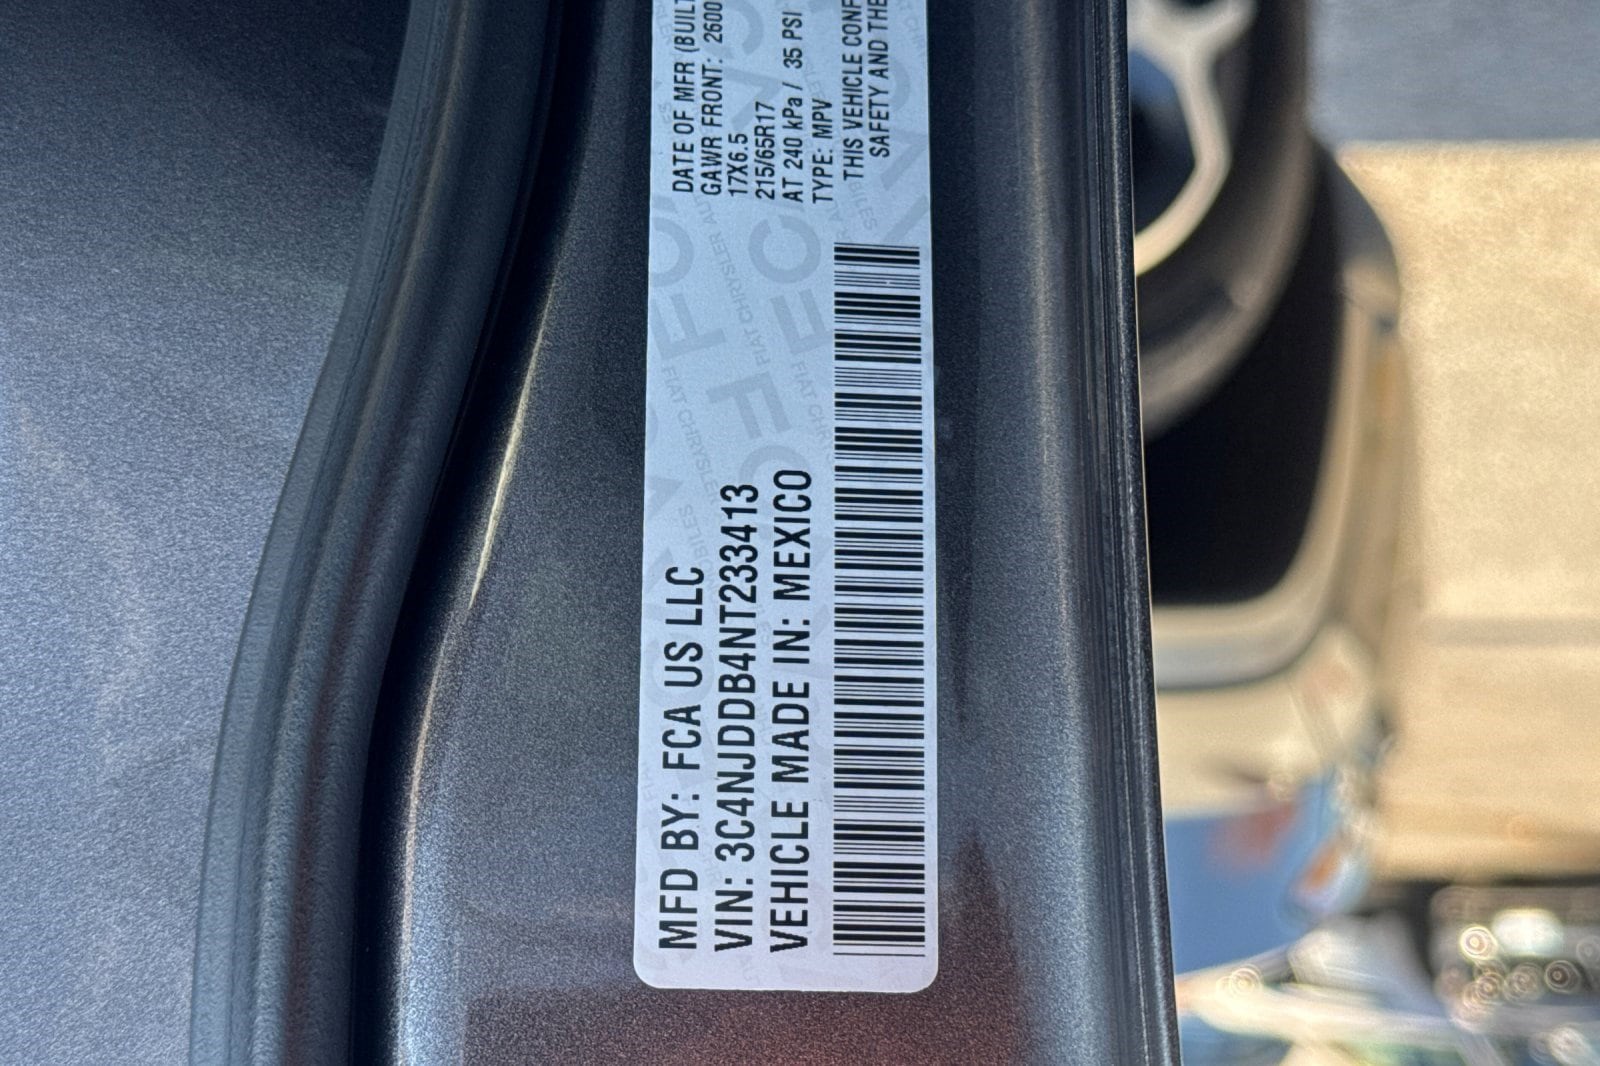 MFD BY: FCA US LLC
VIN: 3C4NJDDB4NT233413
VEHICLE MADE IN: MEXICO
DATE OF MFR (BUILT
GAWR FRONT: 2600
17X6.5
215/65R17
AT 240 kPa / 35 PSI
TYPE: MPV
THIS VEHICLE CONF
SAFETY AND THE